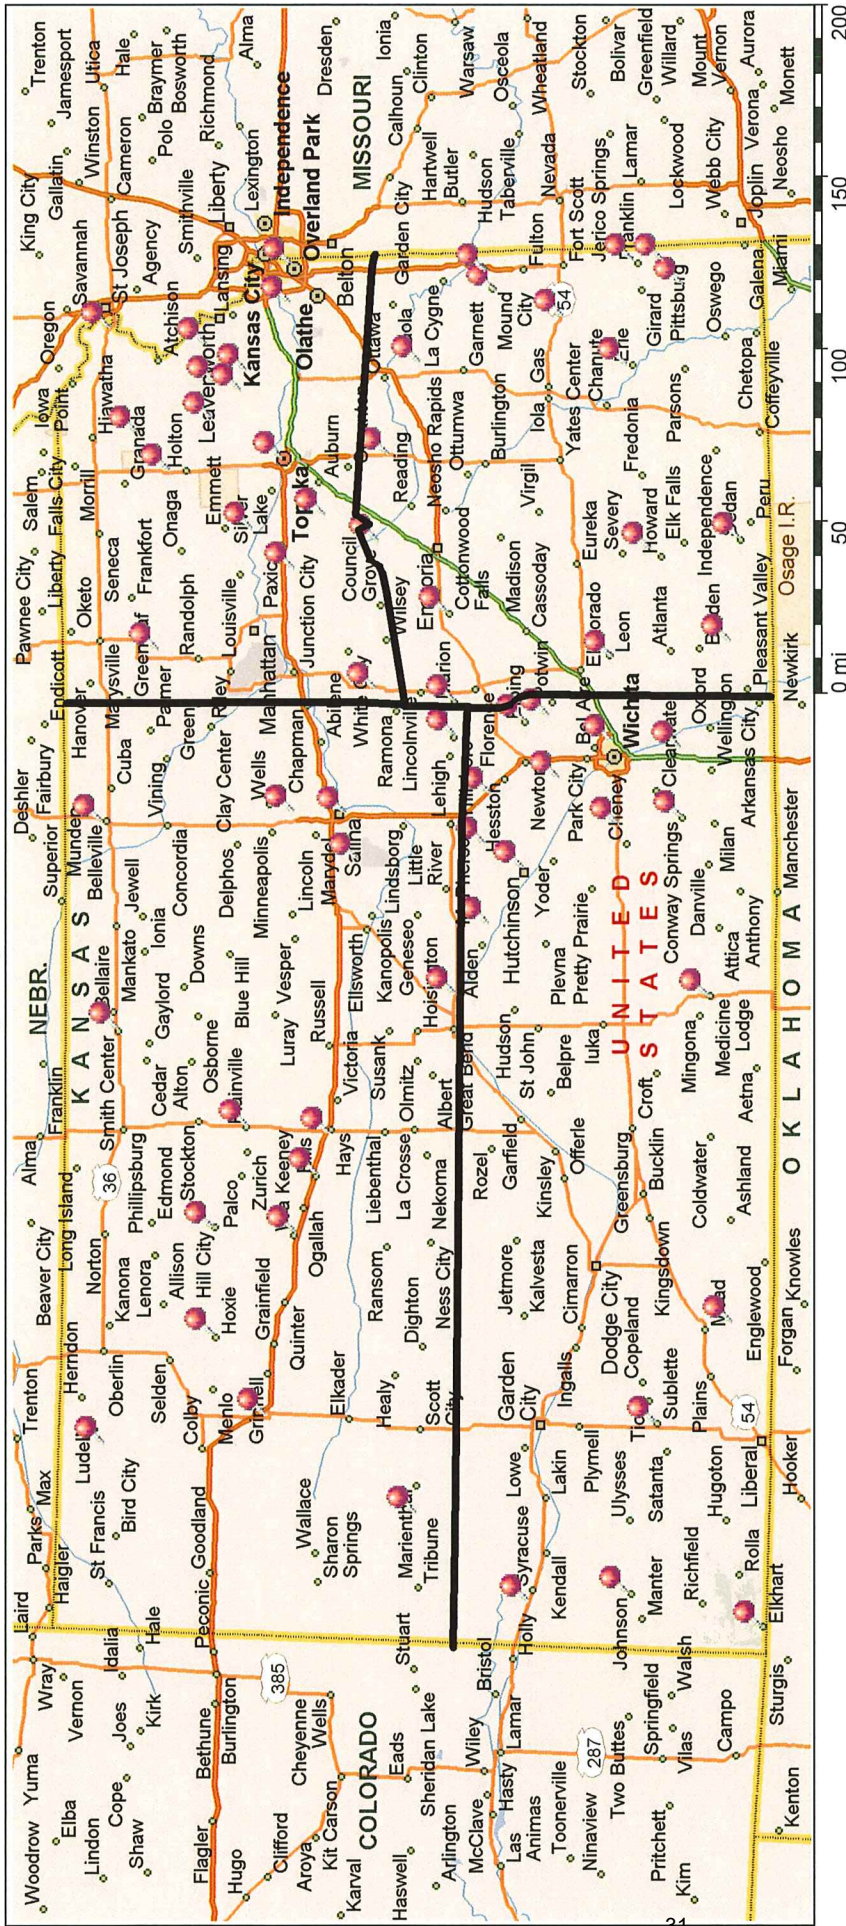 Woodrow
Yuma
Wray
Laird
Parks
Max
Trenton
Beaver City
Alma
Franklin
NEBR.
Superior
Deshler
Fairbury
Endicott
Pawnee City
Liberty
Salem
Falls City
Iowa Point
Oregon
Savannah
King City
Gallatin
Trenton
Jamesport
Elba
Vernon
Idalia
Haigler
St Francis
Herndon
Long Island
KANSAS
Munden
Hanover
Oketo
Morrill
Hiawatha
St Joseph
Winston
Utica
Lindon
Cope
Joes
Hale
Bird City
Oberlin
Norton
Kanona
36
Phillipsburg
Smith Center
Mankato
Jewell
Belleville
Cuba
Marysville
Seneca
Granada
Agency
Cameron
Hale
Shaw
Kirk
Selden
Lenora
Edmond
Cedar
Gaylord
Ionia
Concordia
Vining
Palmer
Frankfort
Onaga
Holton
Atchison
Smithville
Polo
Braymer
Bosworth
Flagler
Bethune
Burlington
Peconic
Goodland
Colby
Menlo
Allison
Hill City
Stockton
Alton
Osborne
Downs
Delphos
Clay Center
Green
Randolph
Louisville
Emmett
Lansing
Liberty
Richmond
Hugo
385
Hoxie
Grainfield
Palco
Zurich
Blue Hill
Minneapolis
Wells
Riley
Manhattan
Lake
Kansas City
Independence
Lexington
Alma
Clifford
Cheyenne Wells
Wallace
Quinter
Ogallah
Luray
Vesper
Lincoln
Chapman
Junction City
Paxico
Topeka
Auburn
Olathe
Overland Park
Dresden
Aroya
Kit Carson
Sharon Springs
Elkader
Hays
Victoria
Russell
Ellsworth
Salina
Abilene
Council Grove
Ottawa
Belton
MISSOURI
Ionia
Karval
COLORADO
Eads
Stuart
Tribune
Healy
Ransom
Liebenthal
La Crosse
Susank
Olmitz
Kanopolis
Geneseo
Lindsborg
Little River
Ramona
Lincolnville
Wilsey
Reading
La Cygne
Garden City
Calhoun
Clinton
Haswell
Sheridan Lake
Scott City
Dighton
Ness City
Nekoma
Albert
Great Bend
Hoisington
Alden
Lehigh
Florence
Cottonwood Falls
Neosho Rapids
Ottumwa
Garnett
Mound City
Hartwell
Butler
Warsaw
Arlington
McClave
Wiley
Bristol
Syracuse
Lowe
Garden City
Jetmore
Rozel
Garfield
Hudson
Hutchinson
Hesston
Madison
Burlington
Hudson
Taberville
Osceola
Las Animas
Hasty
Lamar
Holly
Kendall
Lakin
Ingalls
Kalvesta
Cimarron
Kinsley
Offerle
St John
Belpre
Plevna
Yoder
Newton
Cassoday
Virgil
Gas
Iola
Fulton
Nevada
Wheatland
Toonerville
287
Plymell
Dodge City
Pretty Prairie
Park City
Bel Aire
Yates Center
54
Fort Scott
Stockton
Ninaview
Two Buttes
Johnson
Ulysses
Copeland
Greensburg
Iuka
UNITED STATES
Cheney
Wichita
Eureka
Severy
Chanute
Erie
Jerico Springs
Bolivar
Pritchett
Springfield
Manter
Satanta
Sublette
Kingsdown
Bucklin
Croft
Conway Springs
Leon
Howard
Fredonia
Girard
Lamar
Greenfield
Kim
Vilas
Walsh
Richfield
Hugoton
Plains
Coldwater
Mingona
Danville
Milan
Oxford
Atlanta
Elk Falls
Parsons
Pittsburg
Lockwood
Willard
Campo
Rolla
54
Liberal
Ashland
Medicine Lodge
Attica
Wellington
Independence
Oswego
Webb City
Mount Vernon
Sturgis
Elkhart
Englewood
Aetna
Anthony
Arkansas City
Pleasant Valley
Peru
Chetopa
Coffeyville
Galena
Joplin
Verona
Aurora
Kenton
Hooker
Forgan
Knowles
OKLAHOMA
Manchester
Newkirk
Osage I.R.
Miami
Neosho
Monett
0 mi
50
100
150
200